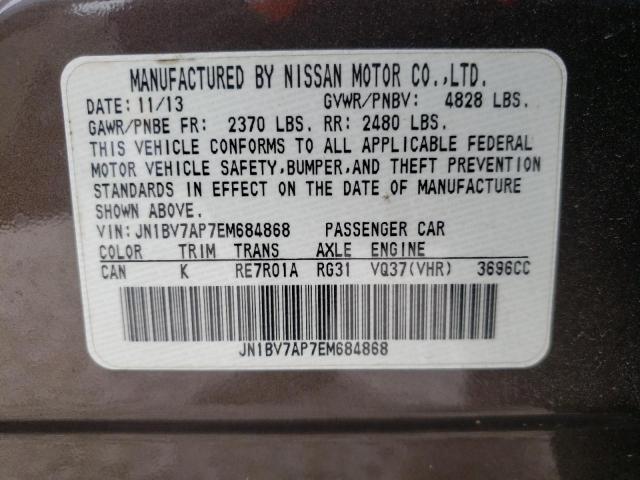 MANUFACTURED BY NISSAN MOTOR CO.,LTD.
DATE: 11/13 GVWR/PNBV: 4828 LBS.
GAWR/PNBE FR: 2370 LBS. RR: 2480 LBS.
THIS VEHICLE CONFORMS TO ALL APPLICABLE FEDERAL
MOTOR VEHICLE SAFETY,BUMPER,AND THEFT PREVENTION
STANDARDS IN EFFECT ON THE DATE OF MANUFACTURE
SHOWN ABOVE.
VIN:JN1BV7AP7EM684868 PASSENGER CAR
COLOR TRIM TRANS AXLE ENGINE
CAN K RE7R01A RG31 VQ37(VHR) 3696CC
JN1BV7AP7EM684868